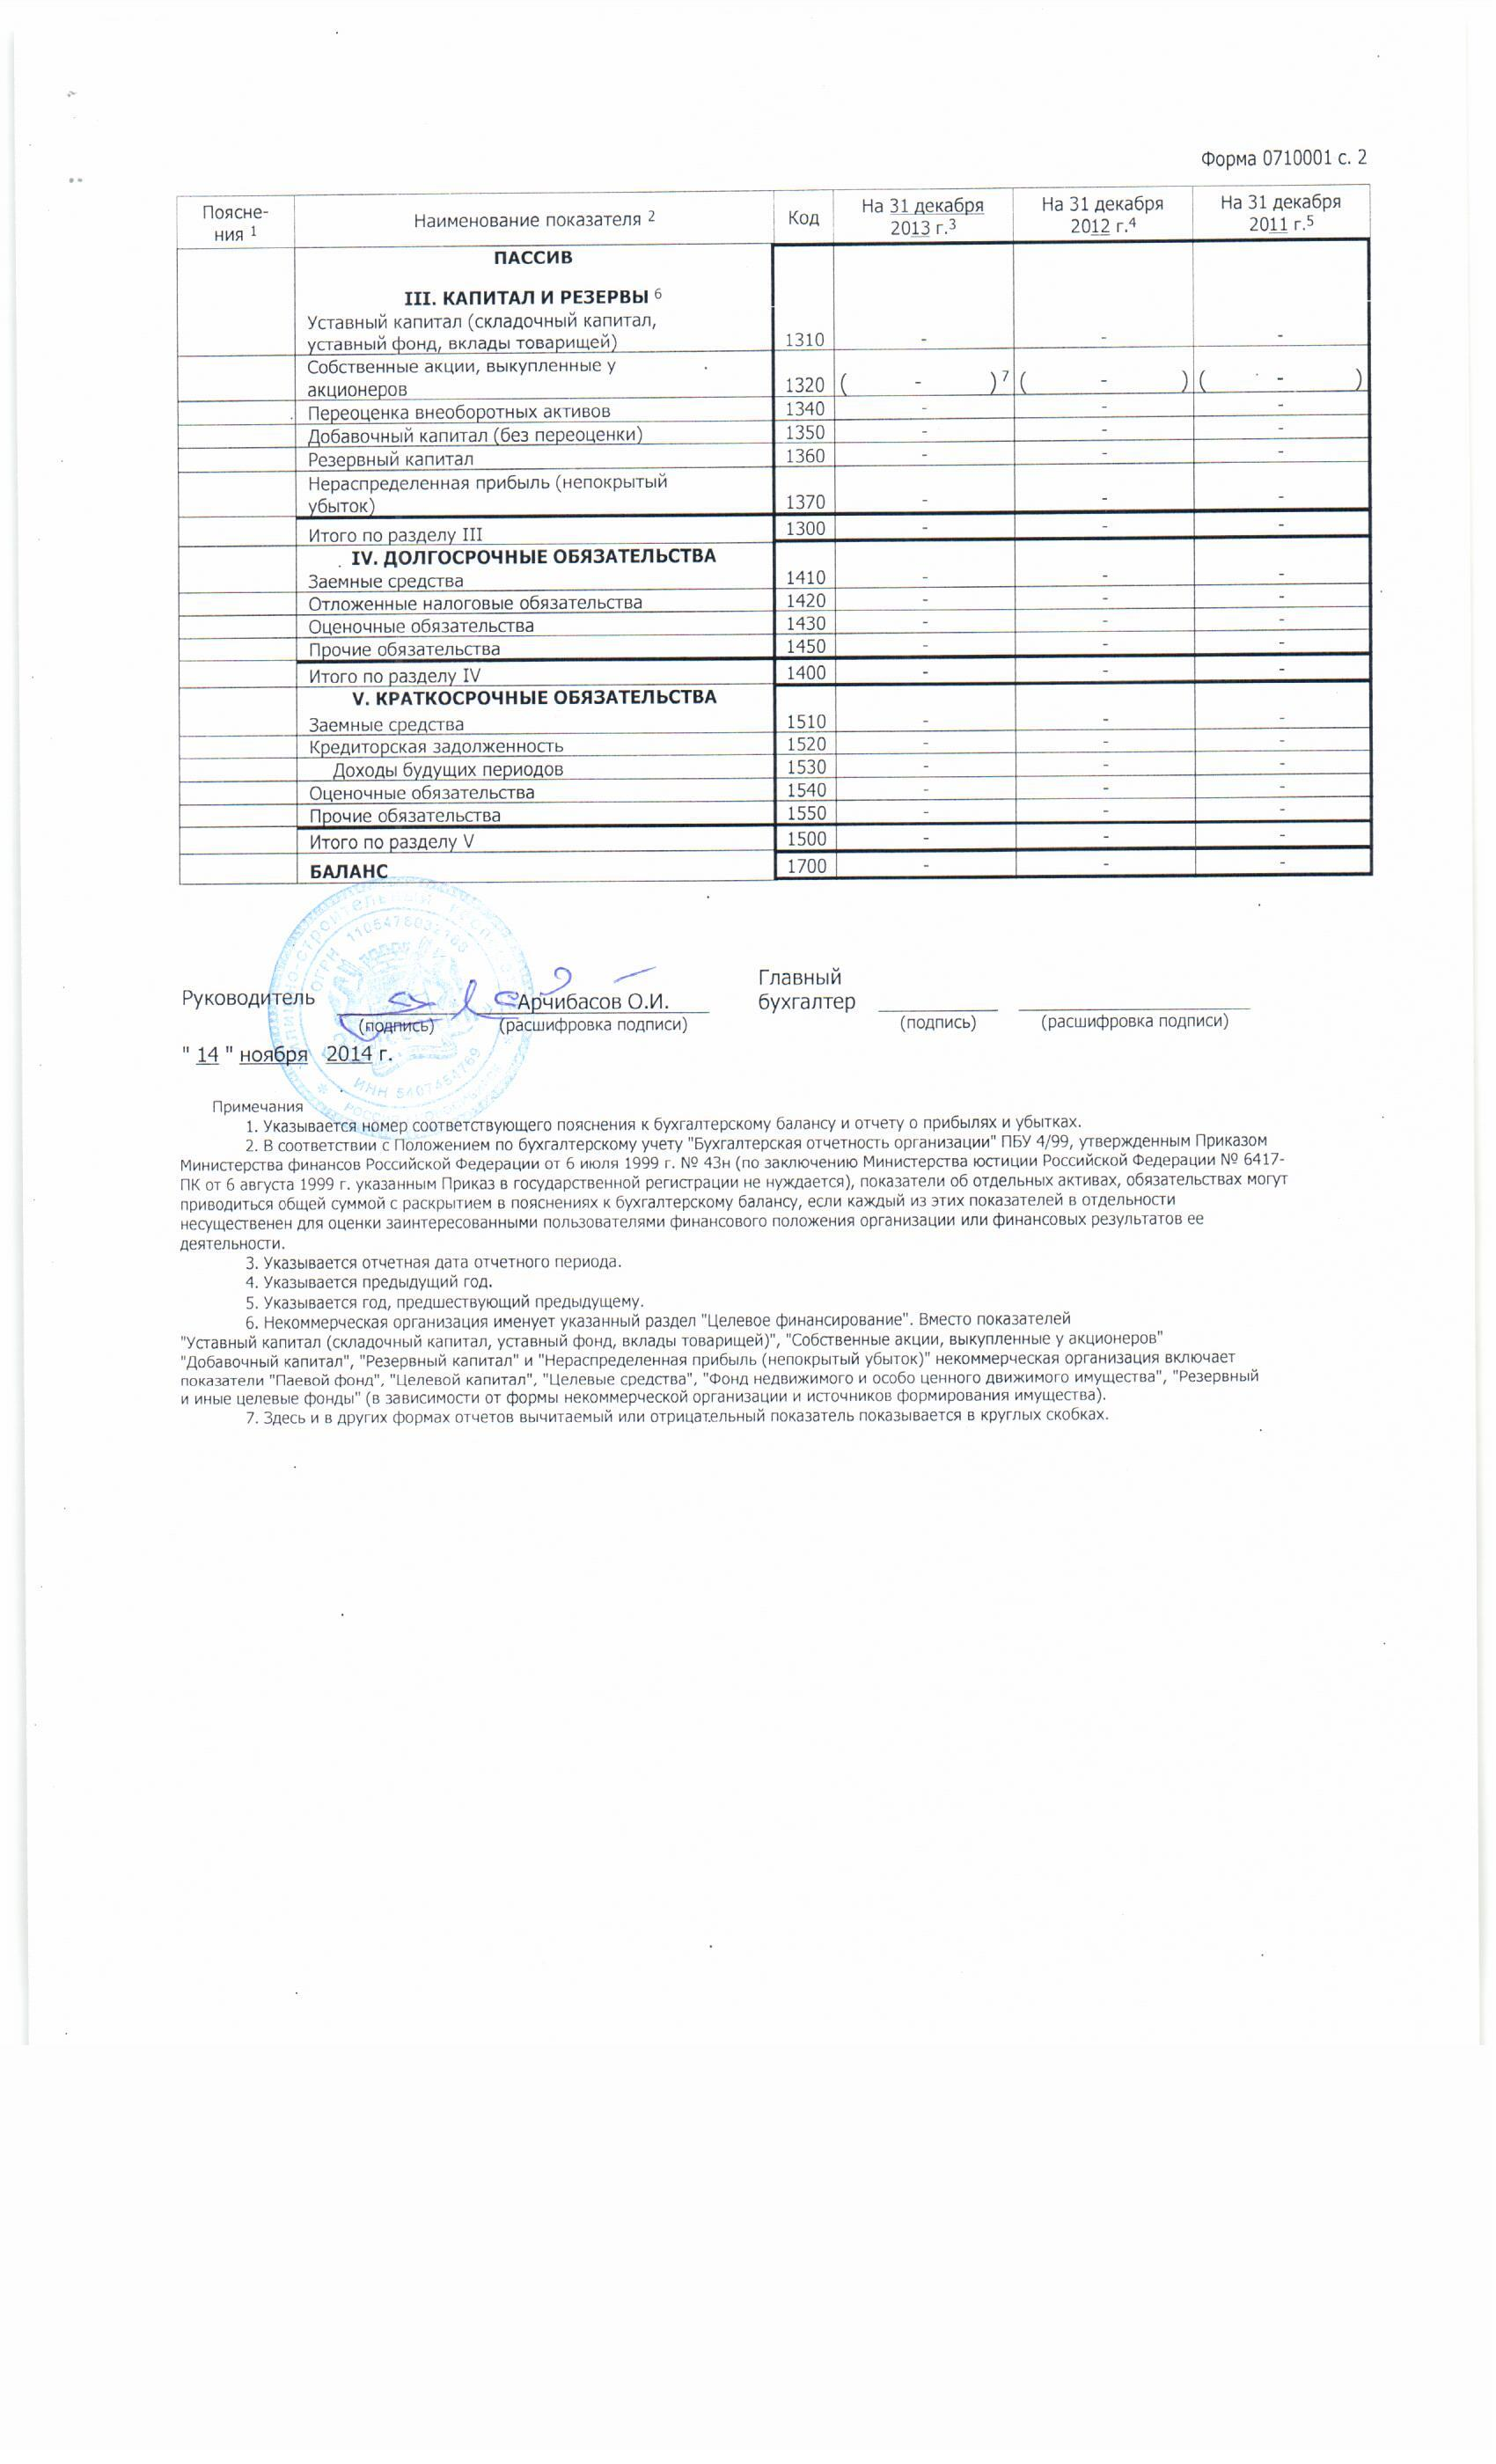 Форма 0710001 с. 2
Поясне-
ния 1
Наименование показателя 2
Код
На 31 декабря
2013 г.3
На 31 декабря
2012 г.4
На 31 декабря
2011 г.5
ПАССИВ
III. КАПИТАЛ И РЕЗЕРВЫ 6
Уставный капитал (складочный капитал,
уставный фонд, вклады товарищей) 1310 - - -
Собственные акции, выкупленные у
акционеров 1320 ( - )7 ( - ) ( - )
Переоценка внеоборотных активов 1340 - - -
Добавочный капитал (без переоценки) 1350 - - -
Резервный капитал 1360 - - -
Нераспределенная прибыль (непокрытый
убыток) 1370 - - -
Итого по разделу III 1300 - - -
IV. ДОЛГОСРОЧНЫЕ ОБЯЗАТЕЛЬСТВА
Заемные средства 1410 - - -
Отложенные налоговые обязательства 1420 - - -
Оценочные обязательства 1430 - - -
Прочие обязательства 1450 - - -
Итого по разделу IV 1400 - - -
V. КРАТКОСРОЧНЫЕ ОБЯЗАТЕЛЬСТВА
Заемные средства 1510 - - -
Кредиторская задолженность 1520 - - -
Доходы будущих периодов 1530 - - -
Оценочные обязательства 1540 - - -
Прочие обязательства 1550 - - -
Итого по разделу V 1500 - - -
БАЛАНС 1700 - - -
Руководитель
(подпись)
Арчибасов О.И.
(расшифровка подписи)
Главный
бухгалтер
(подпись)
(расшифровка подписи)
" 14 " ноября 2014 г.
Примечания
1. Указывается номер соответствующего пояснения к бухгалтерскому балансу и отчету о прибылях и убытках.
2. В соответствии с Положением по бухгалтерскому учету "Бухгалтерская отчетность организации" ПБУ 4/99, утвержденным Приказом
Министерства финансов Российской Федерации от 6 июля 1999 г. № 43н (по заключению Министерства юстиции Российской Федерации № 6417-
ПК от 6 августа 1999 г. указанным Приказ в государственной регистрации не нуждается), показатели об отдельных активах, обязательствах могут
приводиться общей суммой с раскрытием в пояснениях к бухгалтерскому балансу, если каждый из этих показателей в отдельности
несущественен для оценки заинтересованными пользователями финансового положения организации или финансовых результатов ее
деятельности.
3. Указывается отчетная дата отчетного периода.
4. Указывается предыдущий год.
5. Указывается год, предшествующий предыдущему.
6. Некоммерческая организация именует указанный раздел "Целевое финансирование". Вместо показателей
"Уставный капитал (складочный капитал, уставный фонд, вклады товарищей)", "Собственные акции, выкупленные у акционеров"
"Добавочный капитал", "Резервный капитал" и "Нераспределенная прибыль (непокрытый убыток)" некоммерческая организация включает
показатели "Паевой фонд", "Целевой капитал", "Целевые средства", "Фонд недвижимого и особо ценного движимого имущества", "Резервный
и иные целевые фонды" (в зависимости от формы некоммерческой организации и источников формирования имущества).
7. Здесь и в других формах отчетов вычитаемый или отрицательный показатель показывается в круглых скобках.